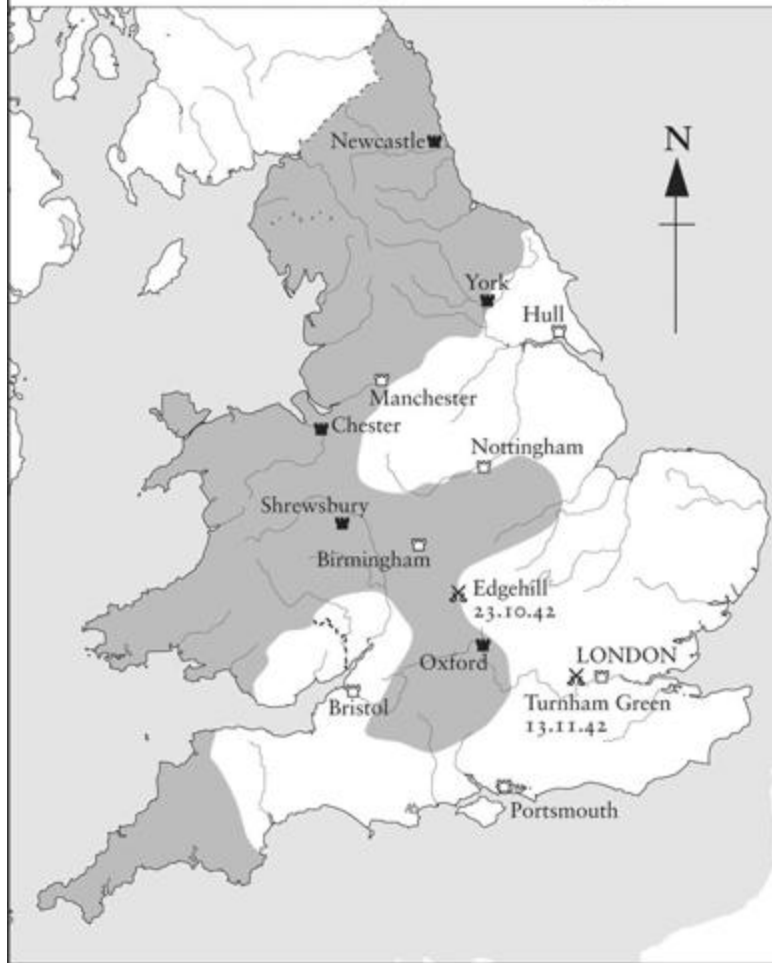 N
Newcastle
York
Hull
Manchester
Chester
Nottingham
Shrewsbury
Birmingham
Edgehill
23.10.42
Oxford
LONDON
Turnham Green
13.11.42
Bristol
Portsmouth